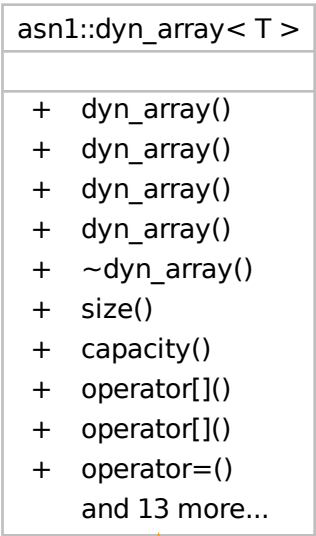 asn1::dyn_array< T >
+ dyn_array()
+ dyn_array()
+ dyn_array()
+ dyn_array()
+ ~dyn_array()
+ size()
+ capacity()
+ operator[]()
+ operator[]()
+ operator=()
and 13 more...